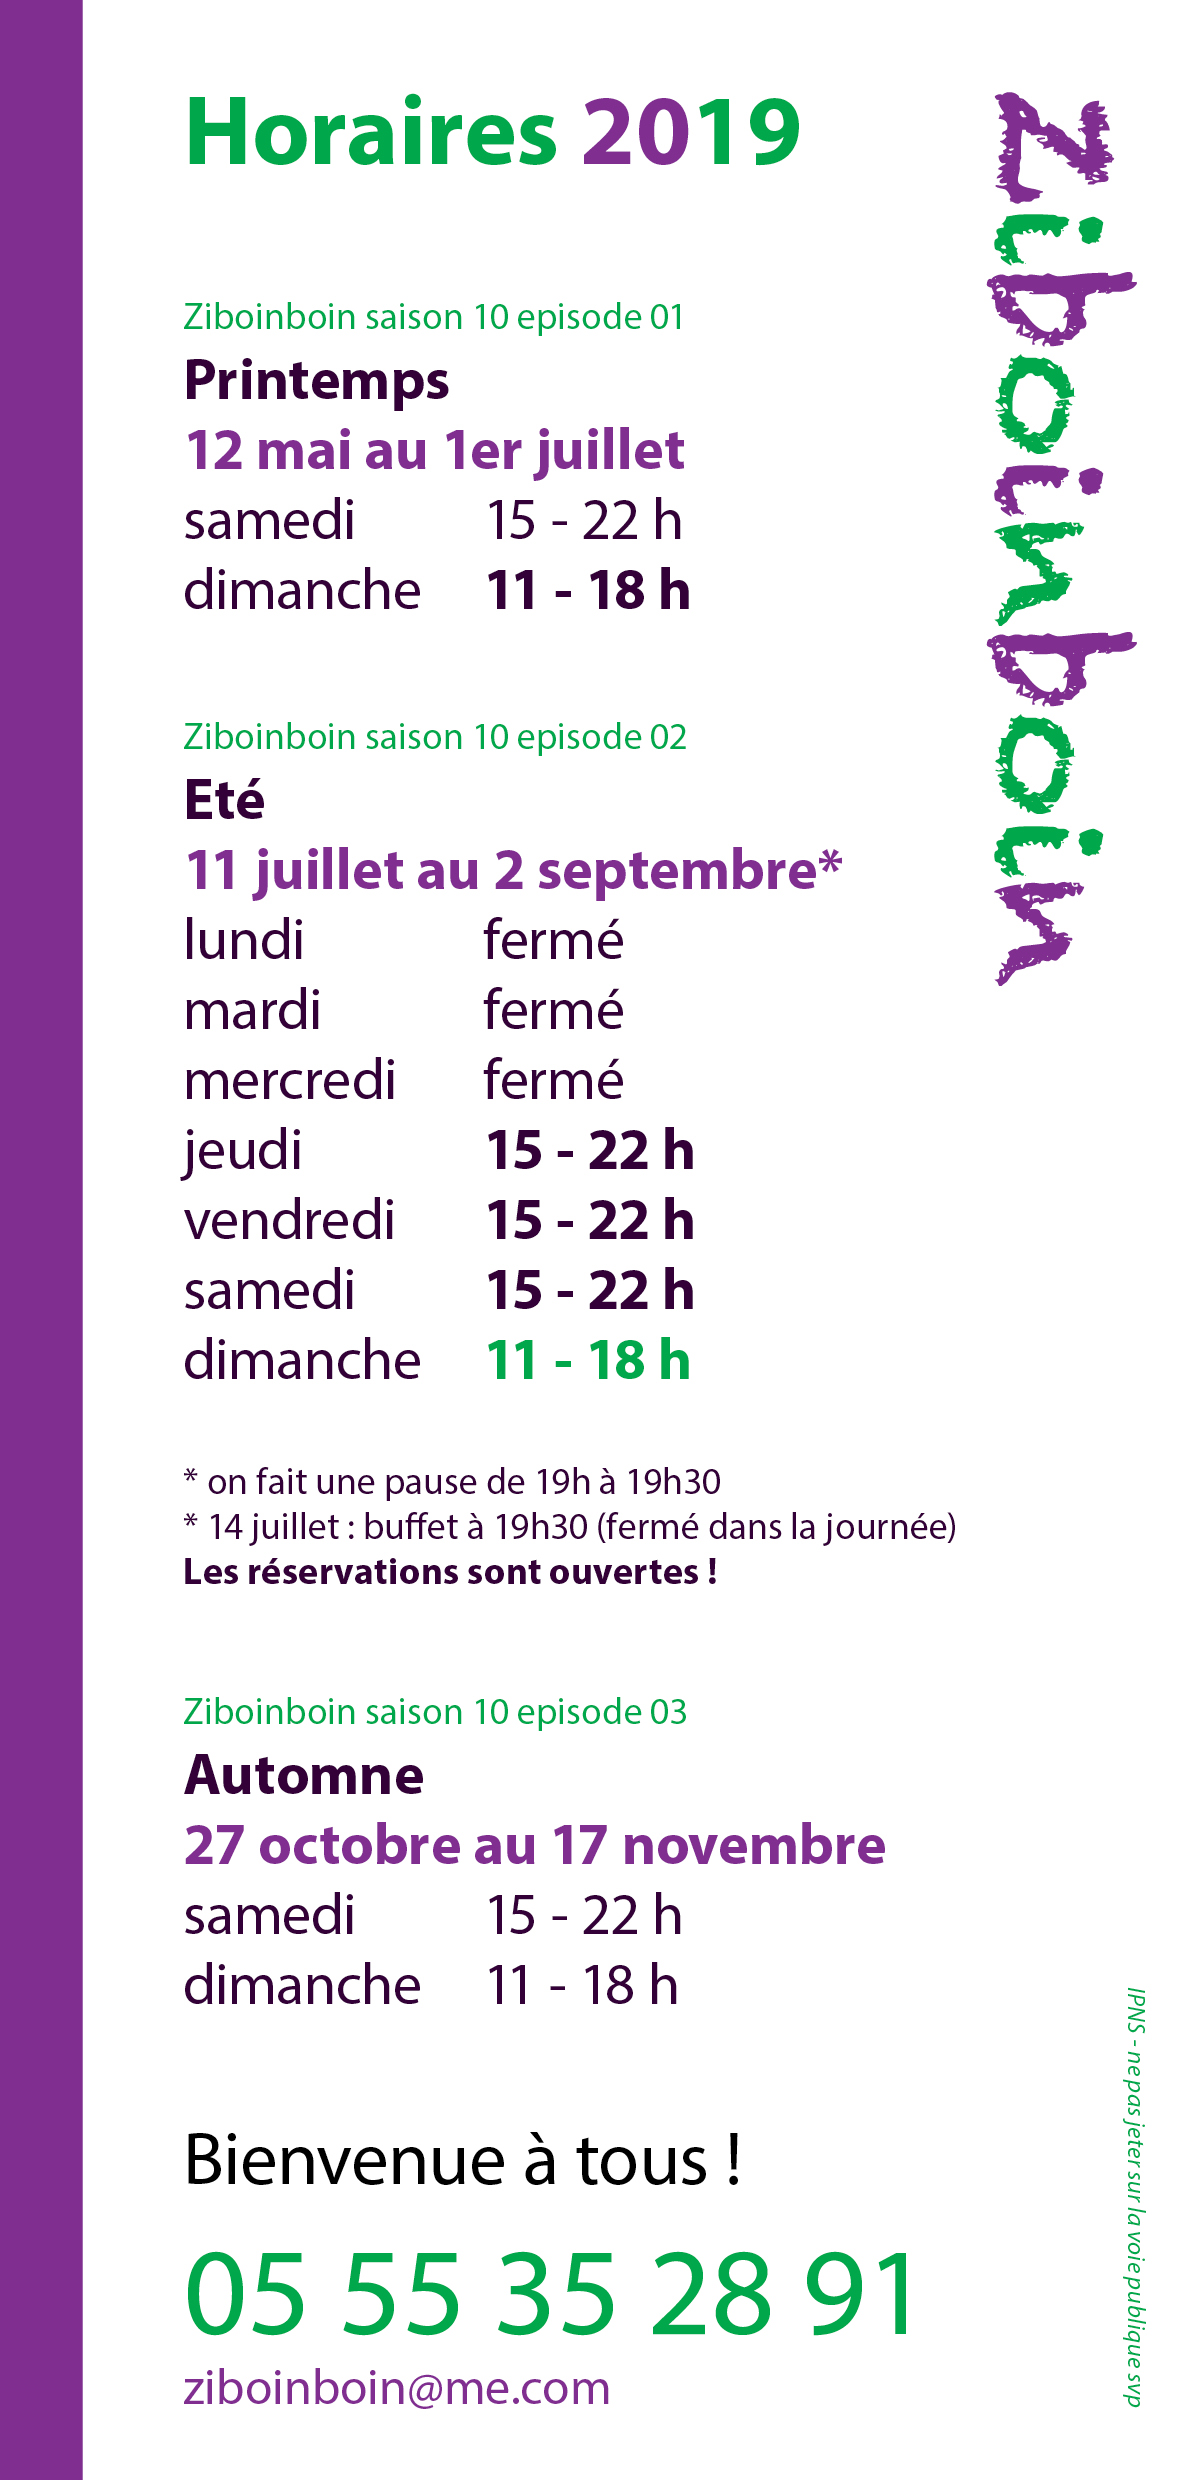 Horaires 2019
Ziboinboin
Ziboinboin saison 10 episode 01
Printemps
12 mai au 1er juillet
samedi 15 - 22 h
dimanche 11 - 18 h
Ziboinboin saison 10 episode 02
Eté
11 juillet au 2 septembre*
lundi fermé
mardi fermé
mercredi fermé
jeudi 15 - 22 h
vendredi 15 - 22 h
samedi 15 - 22 h
dimanche 11 - 18 h
* on fait une pause de 19h à 19h30
* 14 juillet : buffet à 19h30 (fermé dans la journée)
Les réservations sont ouvertes !
Ziboinboin saison 10 episode 03
Automne
27 octobre au 17 novembre
samedi 15 - 22 h
dimanche 11 - 18 h
Bienvenue à tous !
05 55 35 28 91
ziboinboin@me.com
IPNS - ne pas jeter sur la voie publique svp